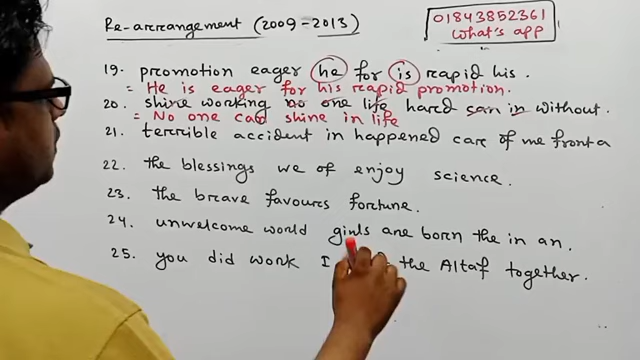 Re-arrangement (2009-2013)
01843852361
What's app
19. promotion eager he for is rapid his.
= He is eager for his rapid promotion.
20. shine working no one life hard can in without.
= No one can shine in life
21. terrible accident in happened care of me front a
22. the blessings we of enjoy science.
23. the brave favours fortune.
24. unwelcome world girls are born the in an.
25. you did work I the Altaf together.